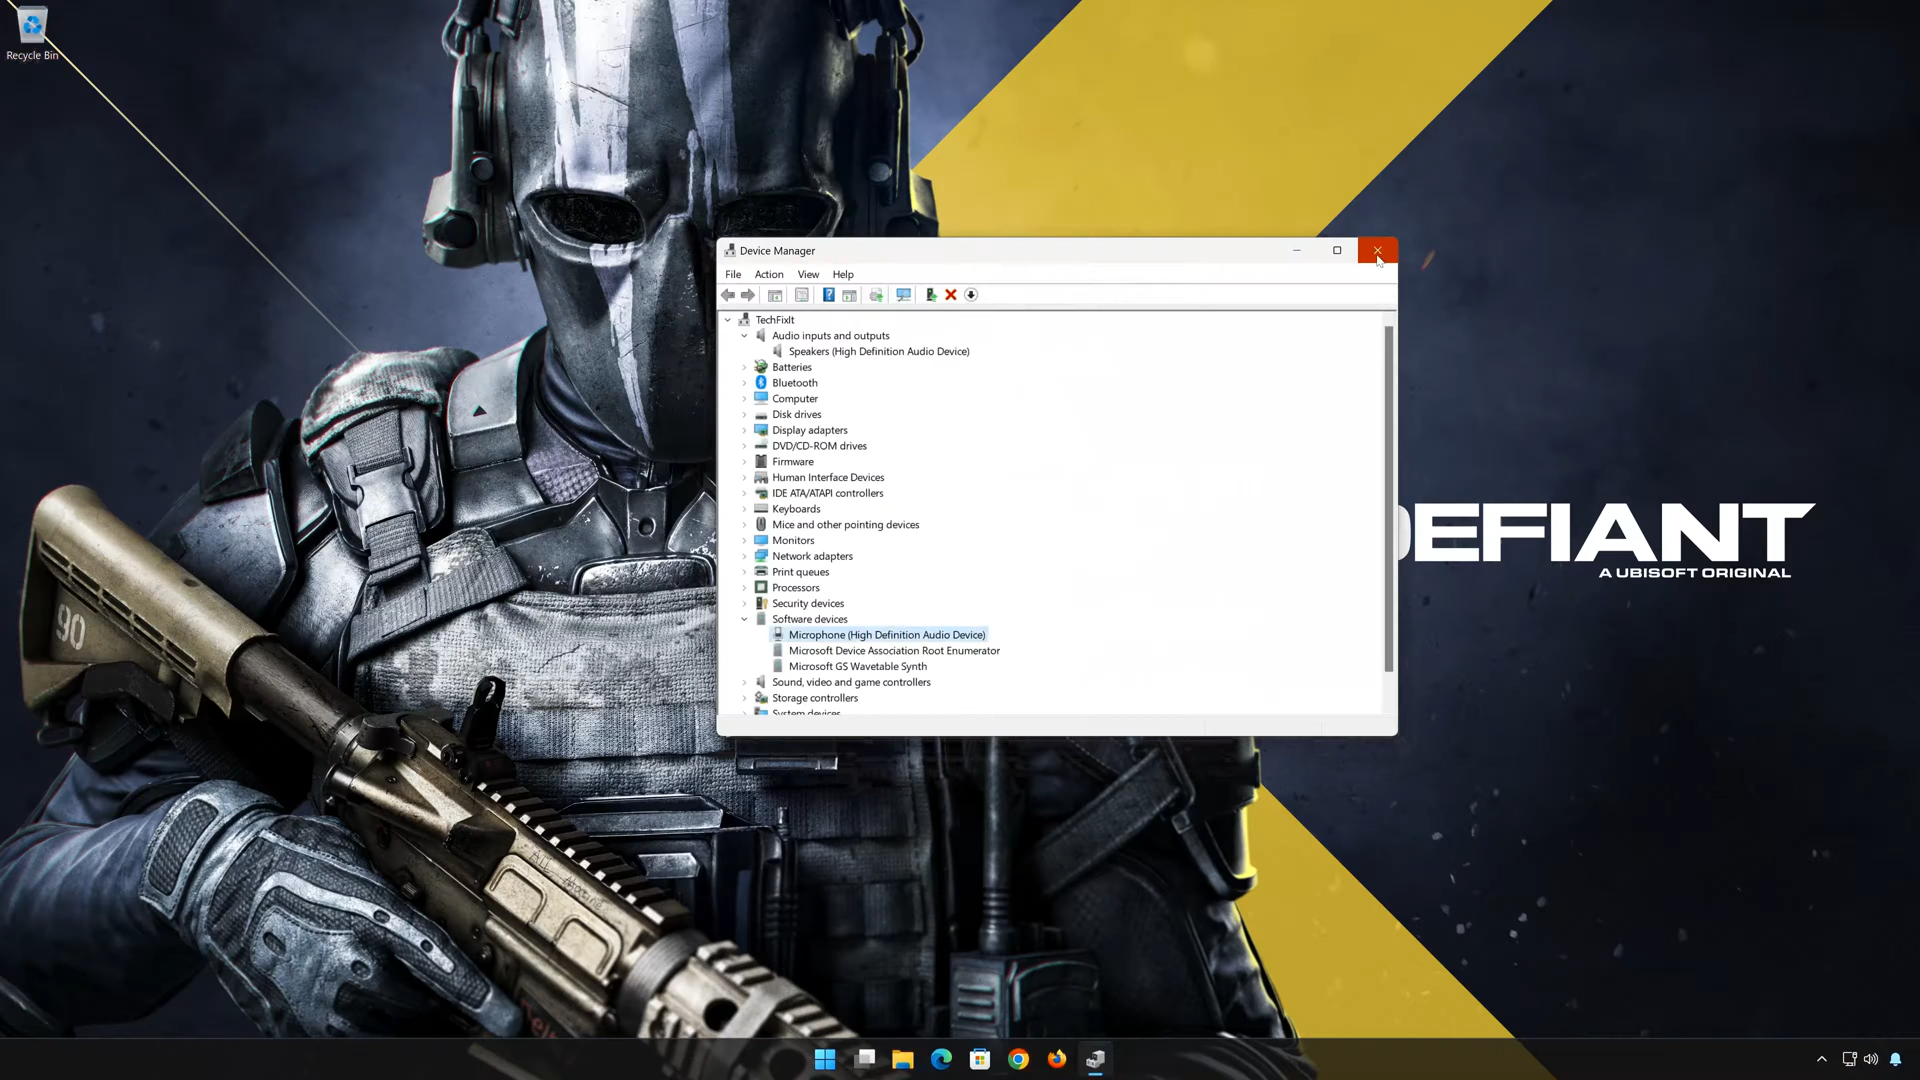 Recycle Bin
Device Manager
File Action View Help
TechFixIt
Audio inputs and outputs
Speakers (High Definition Audio Device)
Batteries
Bluetooth
Computer
Disk drives
Display adapters
DVD/CD-ROM drives
Firmware
Human Interface Devices
IDE ATA/ATAPI controllers
Keyboards
Mice and other pointing devices
Monitors
Network adapters
Print queues
Processors
Security devices
Software devices
Microphone (High Definition Audio Device)
Microsoft Device Association Root Enumerator
Microsoft GS Wavetable Synth
Sound, video and game controllers
Storage controllers
System devices
DEFIANT
A UBISOFT ORIGINAL
90